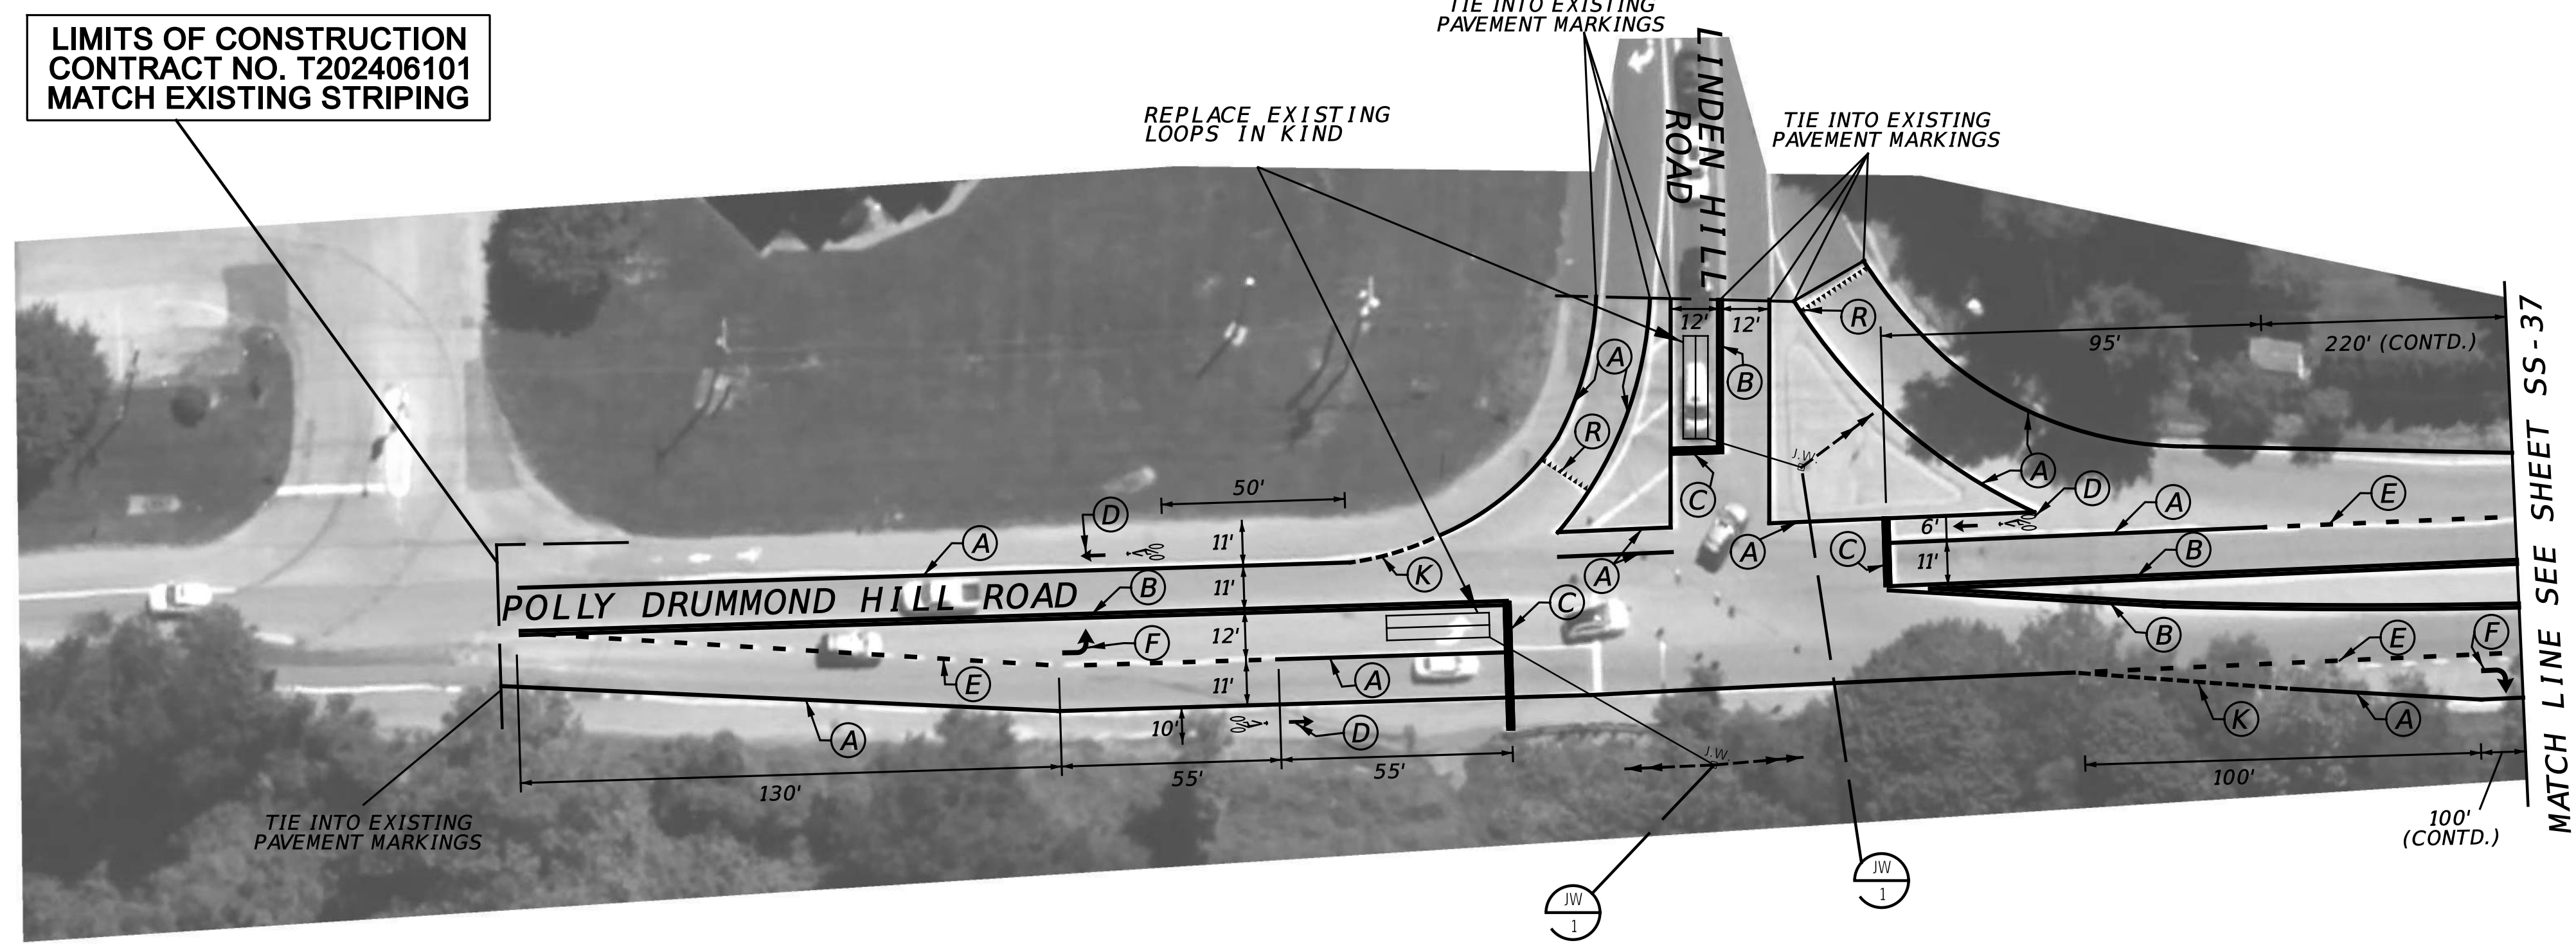 LIMITS OF CONSTRUCTION
CONTRACT NO. T202406101
MATCH EXISTING STRIPING
TIE INTO EXISTING
PAVEMENT MARKINGS
REPLACE EXISTING
LOOPS IN KIND
LINDEN HILL
ROAD
TIE INTO EXISTING
PAVEMENT MARKINGS
12'
12'
R
A
B
95'
220' (CONTD.)
R
J.W.
A
D
A
E
C
50'
D
11'
A
6'
A
C
B
11'
K
A
B
11'
POLLY DRUMMOND HILL ROAD
C
F
12'
B
E
F
E
A
11'
K
A
A
10'
D
J.W.
130'
55'
55'
100'
100'
(CONTD.)
TIE INTO EXISTING
PAVEMENT MARKINGS
JW
1
JW
1
MATCH LINE SEE SHEET SS-37